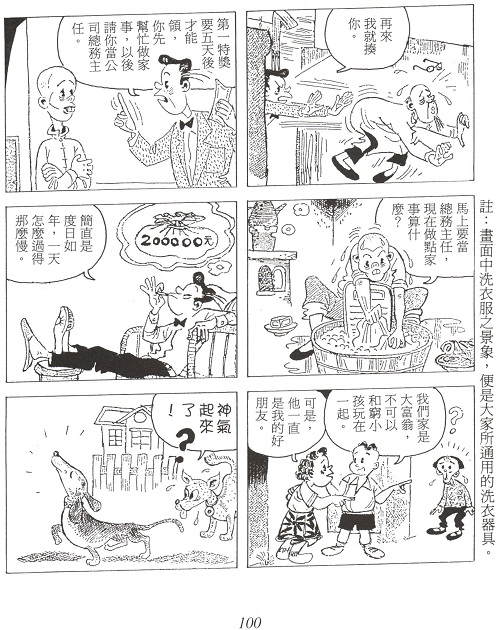 再來
我就揍
你。
第一特獎
要五天後
才能
領，
你先
幫忙做家
事，以後
請你當公
司總務主
任。
馬上要當
總務主任，
現在做點家
事算什
麼？
簡直是
度日如
年，一天
怎麼過得
那麼慢。
200000元
我們家是
大富翁，
不可以
和窮小
孩玩在
一起。
可是，
他一直
是我的好
朋友。
??
神氣
起來
了！
?
註：畫面中洗衣服之景象，便是大家所通用的洗衣器具。
100